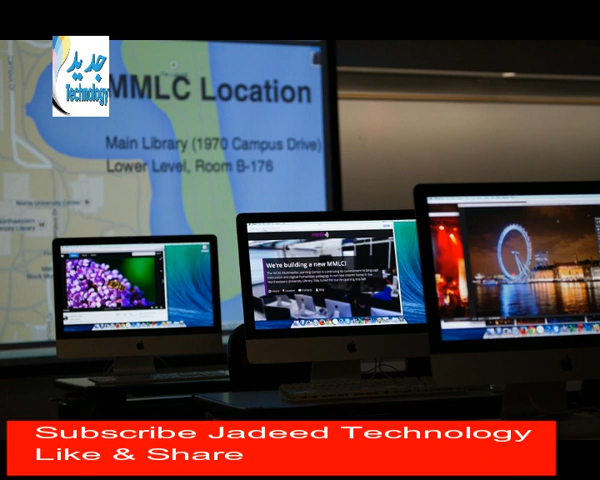 جدید
Technology
MMLC Location
Main Library (1970 Campus Drive)
Lower Level, Room B-176
We're building a new MMLC!
Subscribe Jadeed Technology
Like & Share